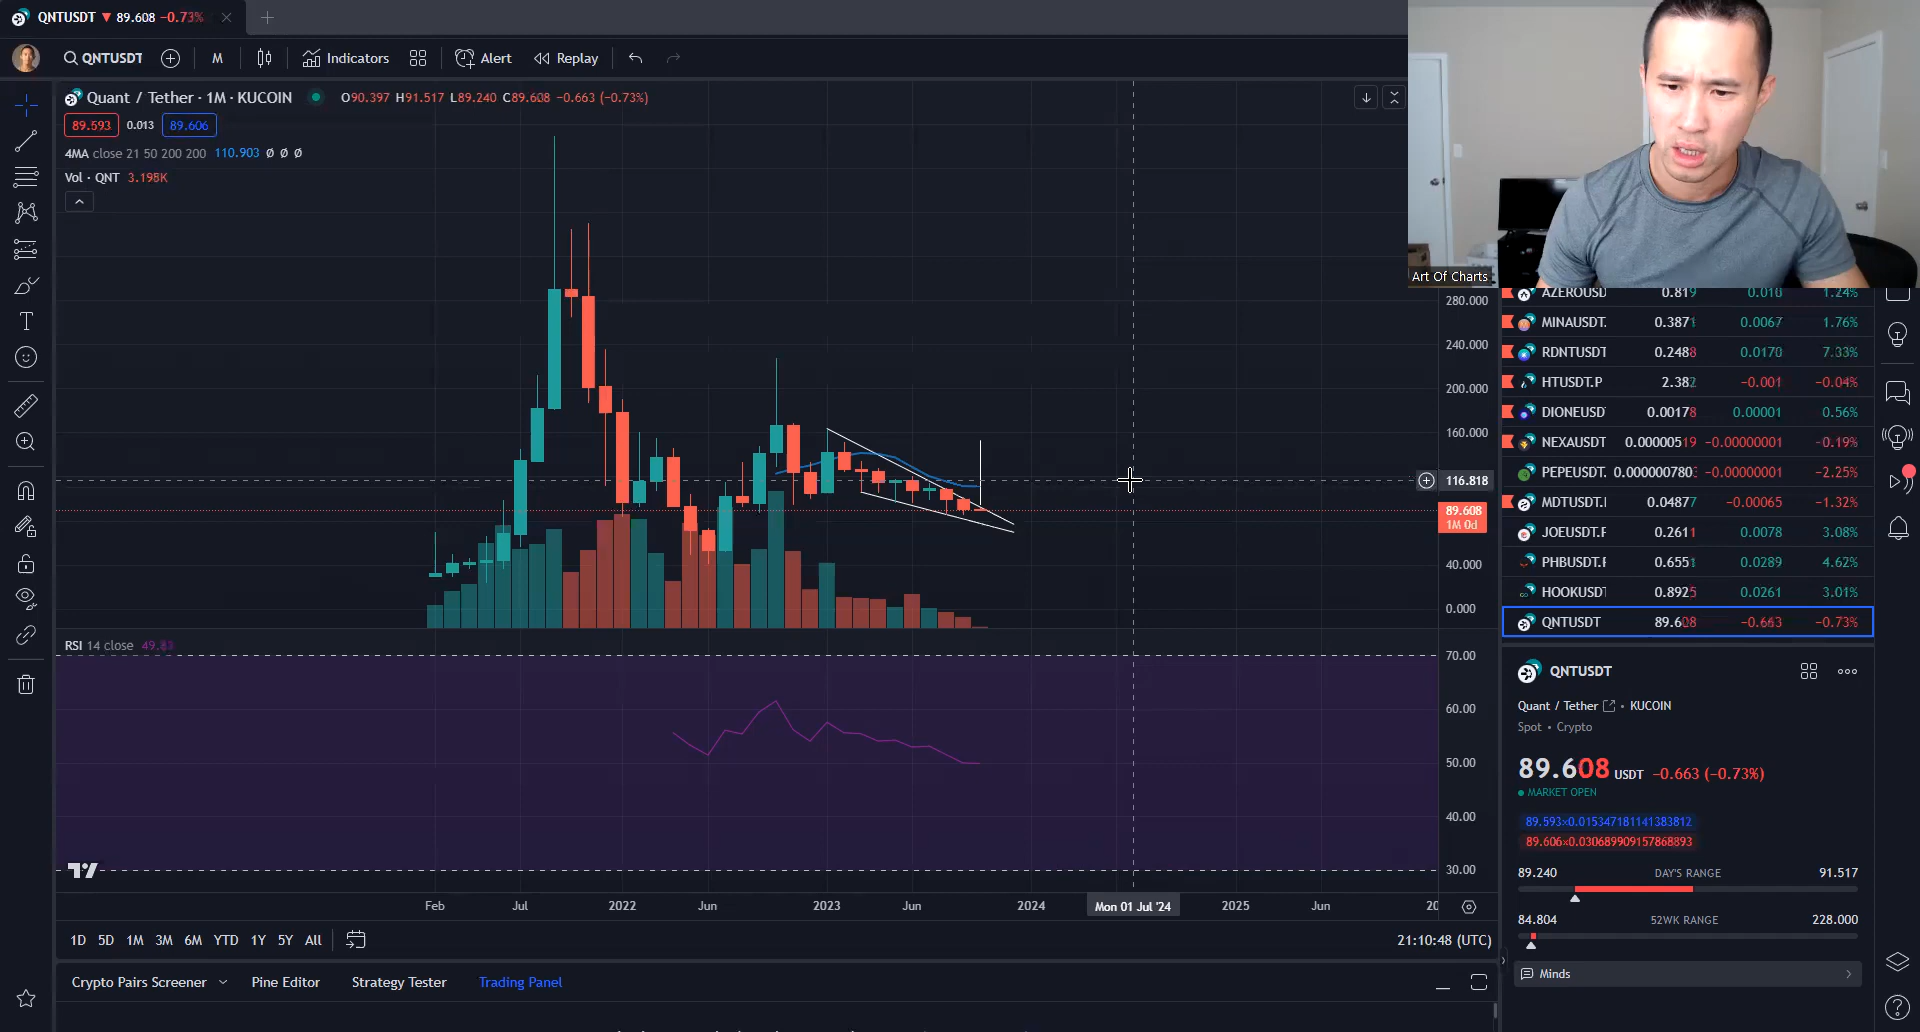 QNTUSDT ▼ 89.608 −0.73%
QNTUSDT M Indicators Alert Replay
Quant / Tether · 1M · KUCOIN O90.397 H91.517 L89.240 C89.608 −0.663 (−0.73%)
89.593 0.013 89.606
4MA close 21 50 200 200 110.903 Ø Ø Ø
Vol · QNT 3.195K
Art Of Charts
280.000
240.000
200.000
160.000
116.818
89.608
1M 0d
40.000
0.000
RSI 14 close
70.00
60.00
50.00
40.00
30.00
Feb Jul 2022 Jun 2023 Jun 2024 Mon 01 Jul '24 2025 Jun
1D 5D 1M 3M 6M YTD 1Y 5Y All 21:10:48 (UTC)
Crypto Pairs Screener Pine Editor Strategy Tester Trading Panel
AZEROUSD 0.819 0.010 1.24%
MINAUSDT. 0.3871 0.0067 1.76%
RDNTUSDT 0.2488 0.0170 7.33%
HTUSDT.P 2.382 −0.001 −0.04%
DIONEUSD 0.00178 0.00001 0.56%
NEXAUSDT 0.00000519 −0.00000001 −0.19%
PEPEUSDT. 0.0000007803 −0.00000001 −2.25%
MDTUSDT.I 0.04877 −0.00065 −1.32%
JOEUSDT.F 0.2611 0.0078 3.08%
PHBUSDT.F 0.6551 0.0289 4.62%
HOOKUSDT 0.8925 0.0261 3.01%
QNTUSDT 89.608 −0.663 −0.73%
QNTUSDT
Quant / Tether • KUCOIN
Spot • Crypto
89.608 USDT −0.663 (−0.73%)
MARKET OPEN
89.593×0.015347181141383812
89.606×0.030689909157868893
89.240 DAY'S RANGE 91.517
84.804 52WK RANGE 228.000
Minds